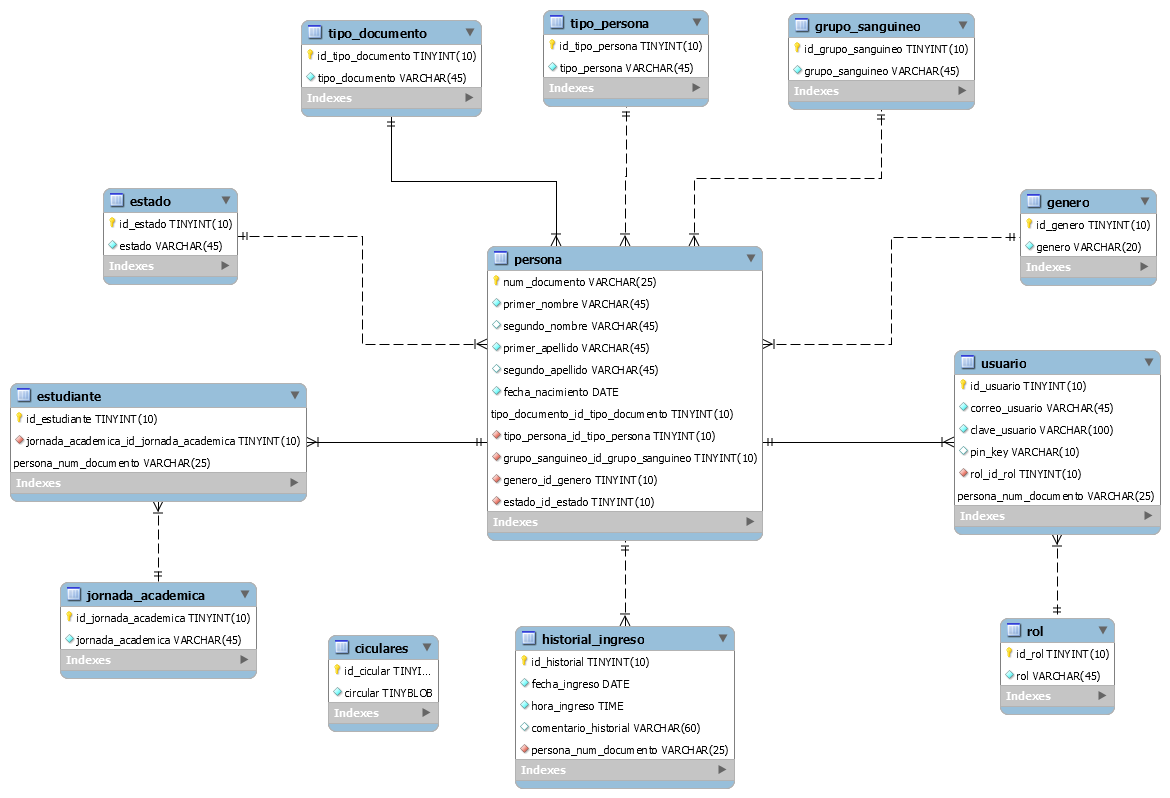 tipo_documento
id_tipo_documento TINYINT(10)
tipo_documento VARCHAR(45)
Indexes
tipo_persona
id_tipo_persona TINYINT(10)
tipo_persona VARCHAR(45)
Indexes
grupo_sanguineo
id_grupo_sanguineo TINYINT(10)
grupo_sanguineo VARCHAR(45)
Indexes
estado
id_estado TINYINT(10)
estado VARCHAR(45)
Indexes
genero
id_genero TINYINT(10)
genero VARCHAR(20)
Indexes
persona
num_documento VARCHAR(25)
primer_nombre VARCHAR(45)
segundo_nombre VARCHAR(45)
primer_apellido VARCHAR(45)
segundo_apellido VARCHAR(45)
fecha_nacimiento DATE
tipo_documento_id_tipo_documento TINYINT(10)
tipo_persona_id_tipo_persona TINYINT(10)
grupo_sanguineo_id_grupo_sanguineo TINYINT(10)
genero_id_genero TINYINT(10)
estado_id_estado TINYINT(10)
Indexes
estudiante
id_estudiante TINYINT(10)
jornada_academica_id_jornada_academica TINYINT(10)
persona_num_documento VARCHAR(25)
Indexes
usuario
id_usuario TINYINT(10)
correo_usuario VARCHAR(45)
clave_usuario VARCHAR(100)
pin_key VARCHAR(10)
rol_id_rol TINYINT(10)
persona_num_documento VARCHAR(25)
Indexes
jornada_academica
id_jornada_academica TINYINT(10)
jornada_academica VARCHAR(45)
Indexes
ciculares
id_cicular TINYI...
circular TINYBLOB
Indexes
historial_ingreso
id_historial TINYINT(10)
fecha_ingreso DATE
hora_ingreso TIME
comentario_historial VARCHAR(60)
persona_num_documento VARCHAR(25)
Indexes
rol
id_rol TINYINT(10)
rol VARCHAR(45)
Indexes